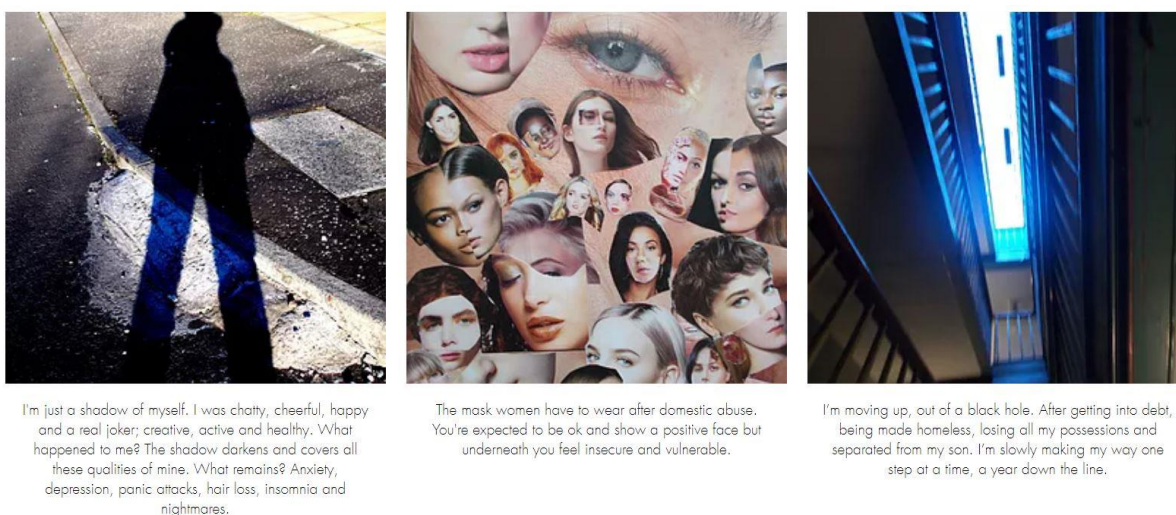 I'm just a shadow of myself. I was chatty, cheerful, happy
and a real joker; creative, active and healthy. What
happened to me? The shadow darkens and covers all
these qualities of mine. What remains? Anxiety,
depression, panic attacks, hair loss, insomnia and
nightmares.
The mask women have to wear after domestic abuse.
You're expected to be ok and show a positive face but
underneath you feel insecure and vulnerable.
I'm moving up, out of a black hole. After getting into debt,
being made homeless, losing all my possessions and
separated from my son. I'm slowly making my way one
step at a time, a year down the line.